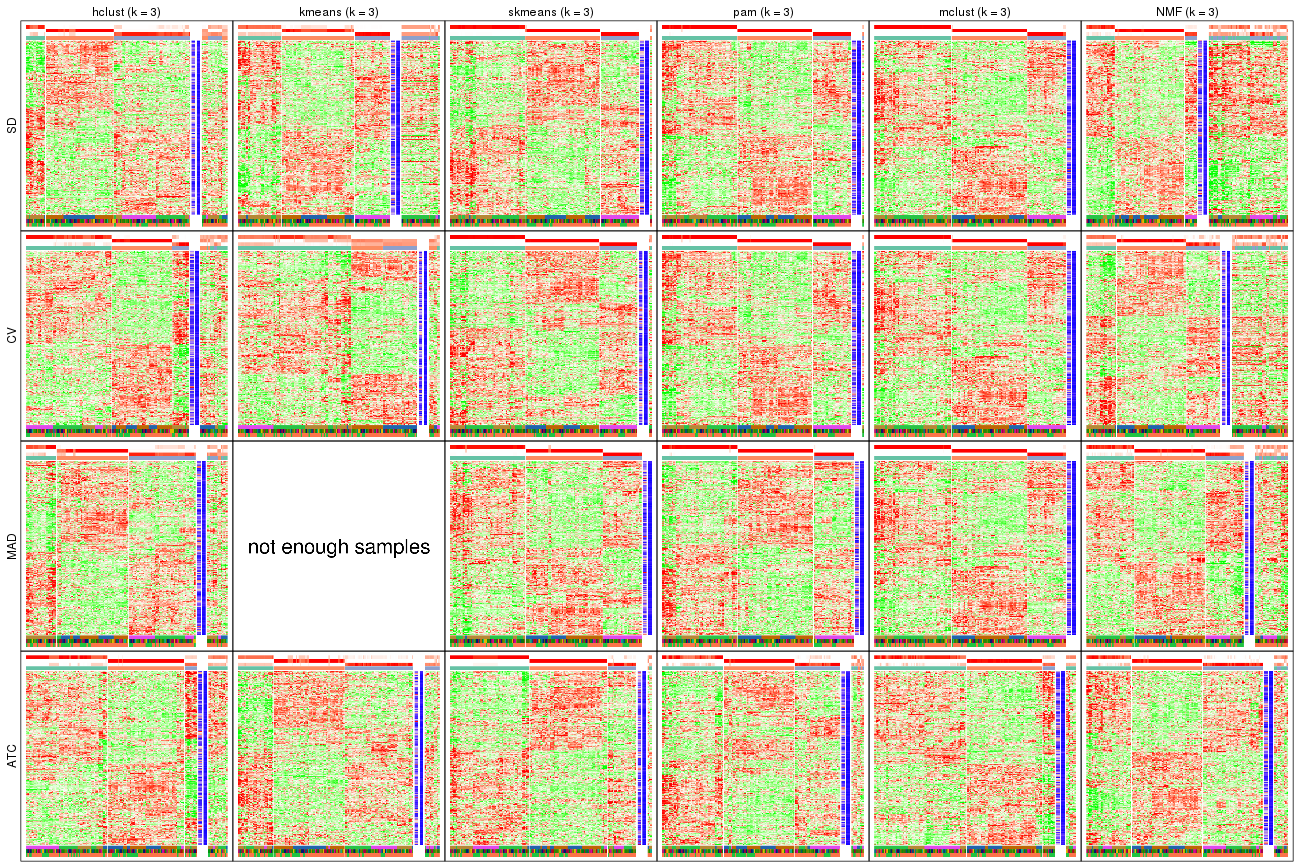 hclust (k = 3) kmeans (k = 3) skmeans (k = 3) pam (k = 3) mclust (k = 3) NMF (k = 3)
SD
CV
MAD
not enough samples
ATC